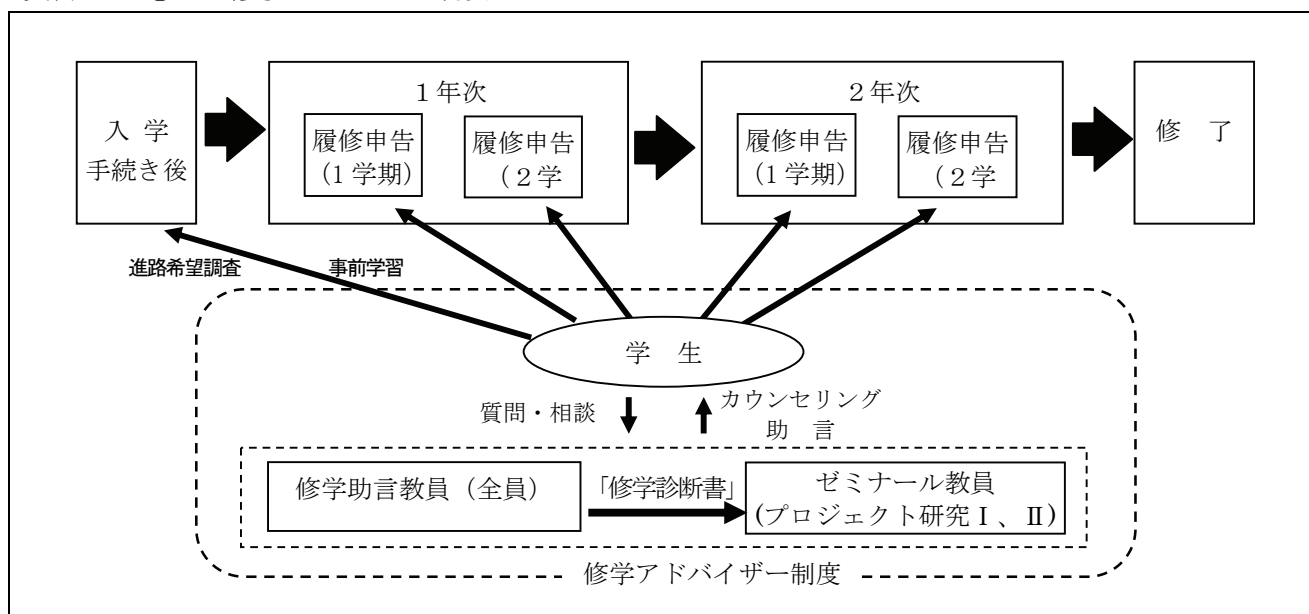 入 学
手続き後
１年次
履修申告
(１学期)
履修申告
(２学
２年次
履修申告
(１学期)
履修申告
(２学
修 了
進路希望調査
事前学習
学 生
質問・相談
カウンセリング
助 言
修学助言教員（全員）
「修学診断書」
ゼミナール教員
(プロジェクト研究Ⅰ、Ⅱ)
修学アドバイザー制度